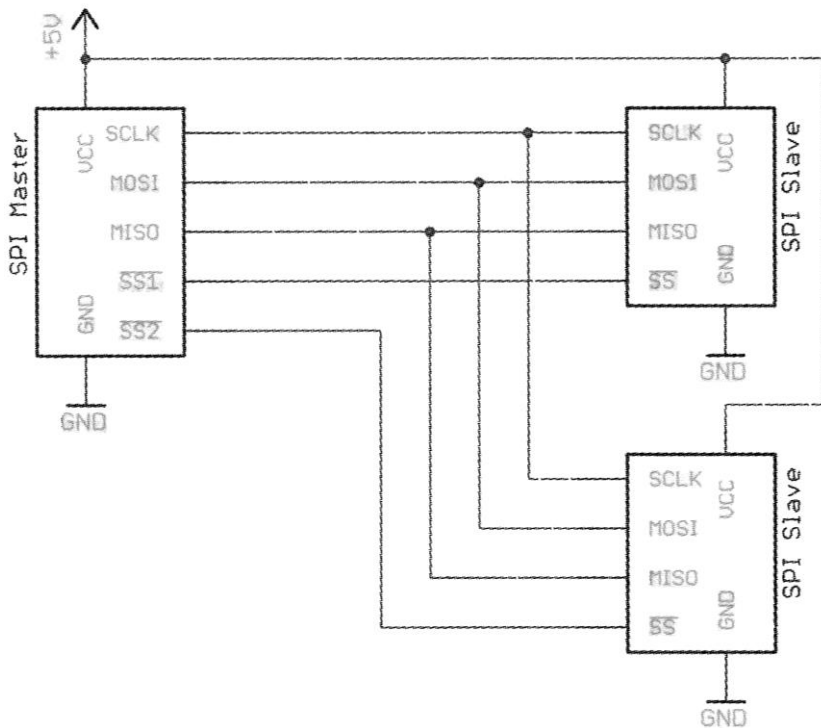 +5V
SPI Master
VCC
GND
SCLK
MOSI
MISO
SS1
SS2
GND
SCLK
MOSI
MISO
SS
VCC
GND
SPI Slave
GND
SCLK
MOSI
MISO
SS
VCC
GND
SPI Slave
GND